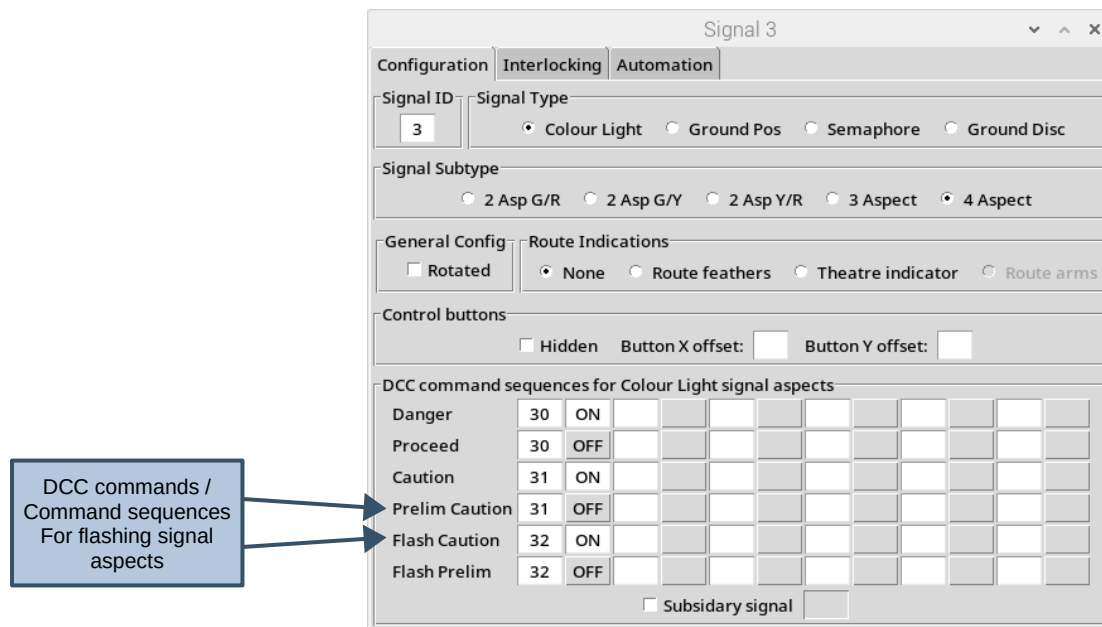 Signal 3
Configuration Interlocking Automation
Signal ID Signal Type
3 Colour Light Ground Pos Semaphore Ground Disc
Signal Subtype
2 Asp G/R 2 Asp G/Y 2 Asp Y/R 3 Aspect 4 Aspect
General Config Route Indications
Rotated None Route feathers Theatre indicator Route arms
Control buttons
Hidden Button X offset: Button Y offset:
DCC command sequences for Colour Light signal aspects
Danger 30 ON
Proceed 30 OFF
Caution 31 ON
Prelim Caution 31 OFF
Flash Caution 32 ON
Flash Prelim 32 OFF
Subsidary signal
DCC commands /
Command sequences
For flashing signal
aspects